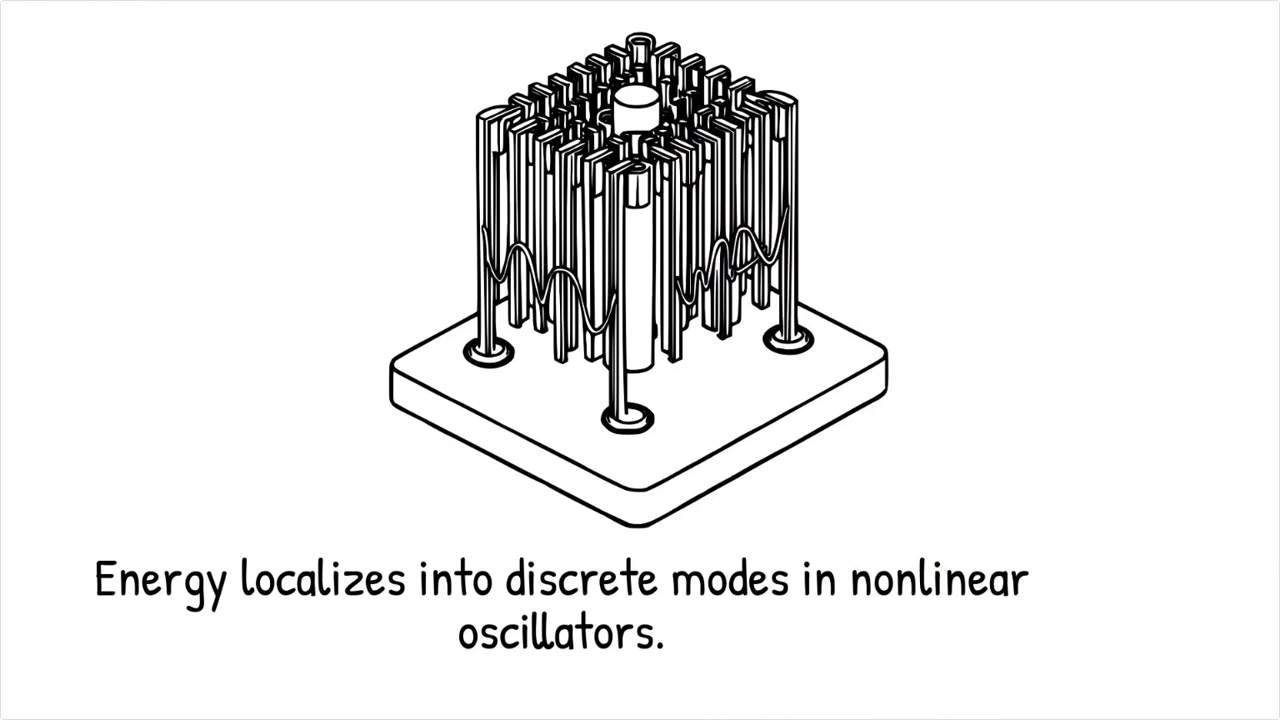 Energy localizes into discrete modes in nonlinear
oscillators.